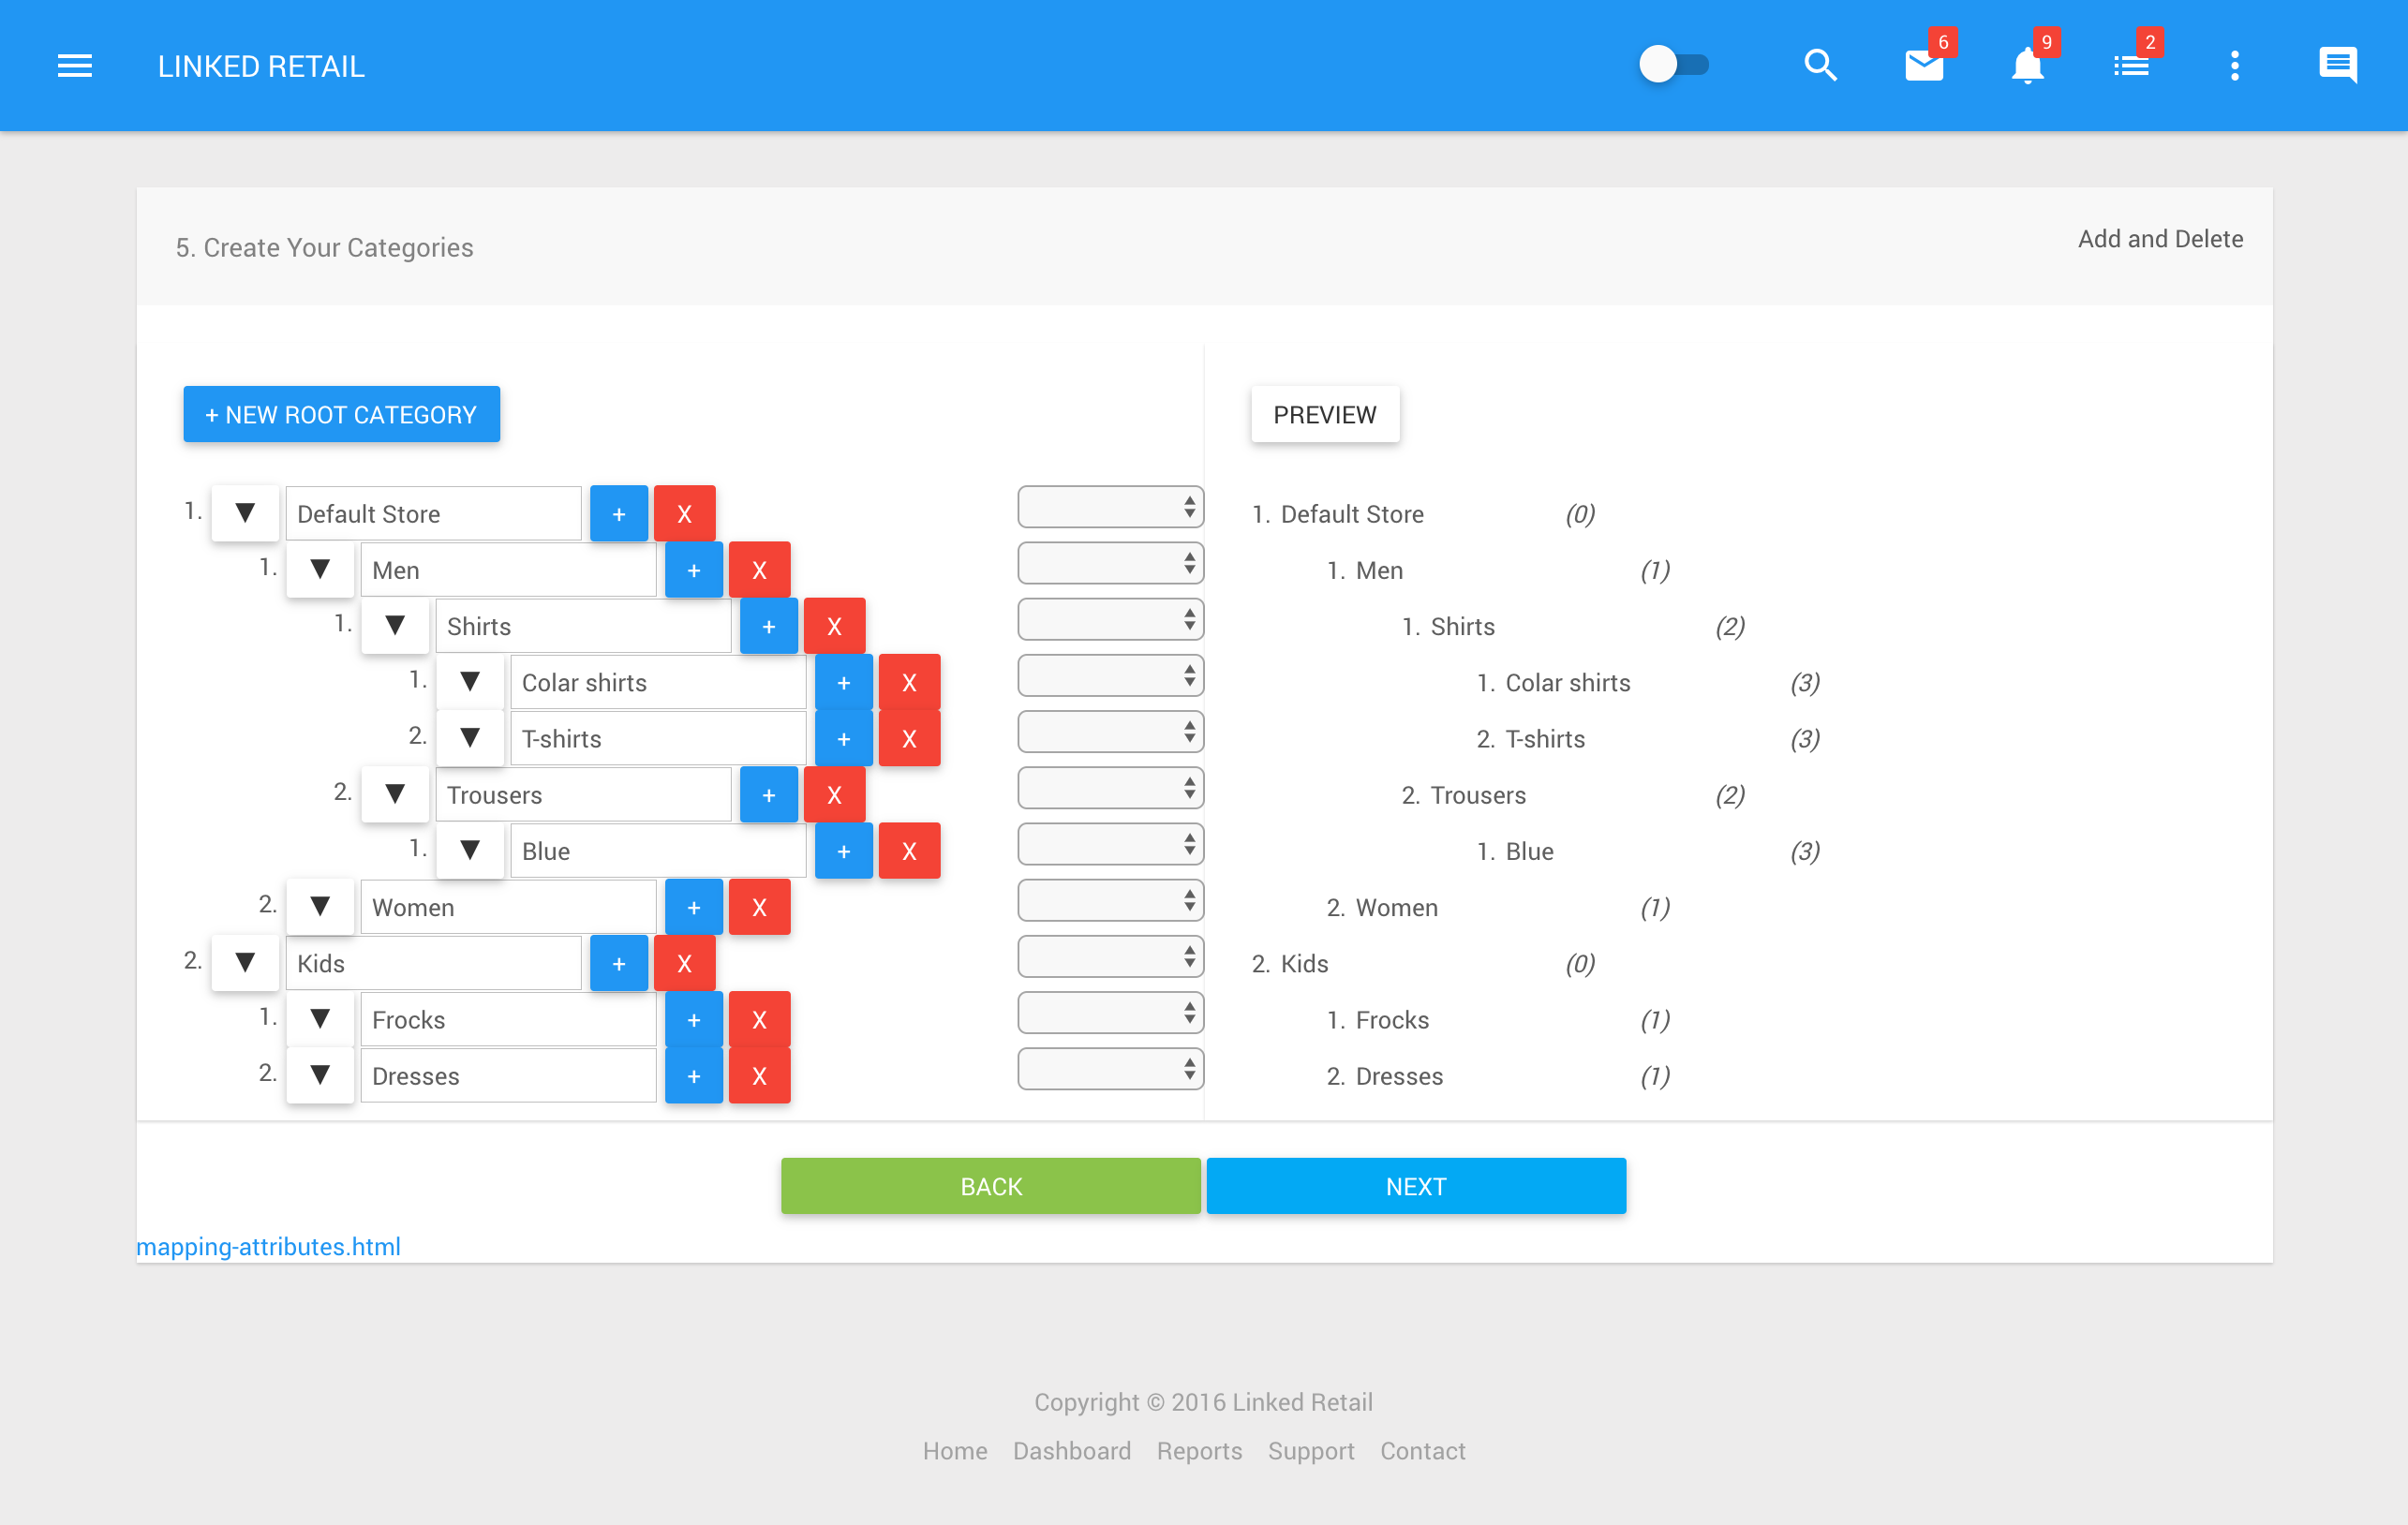 LINKED RETAIL
6
9
2
5. Create Your Categories
Add and Delete
+ NEW ROOT CATEGORY
PREVIEW
1. ▼ Default Store + X
1. ▼ Men + X
1. ▼ Shirts + X
1. ▼ Colar shirts + X
2. ▼ T-shirts + X
2. ▼ Trousers + X
1. ▼ Blue + X
2. ▼ Women + X
2. ▼ Kids + X
1. ▼ Frocks + X
2. ▼ Dresses + X
1. Default Store (0)
1. Men (1)
1. Shirts (2)
1. Colar shirts (3)
2. T-shirts (3)
2. Trousers (2)
1. Blue (3)
2. Women (1)
2. Kids (0)
1. Frocks (1)
2. Dresses (1)
BACK
NEXT
mapping-attributes.html
Copyright © 2016 Linked Retail
Home Dashboard Reports Support Contact